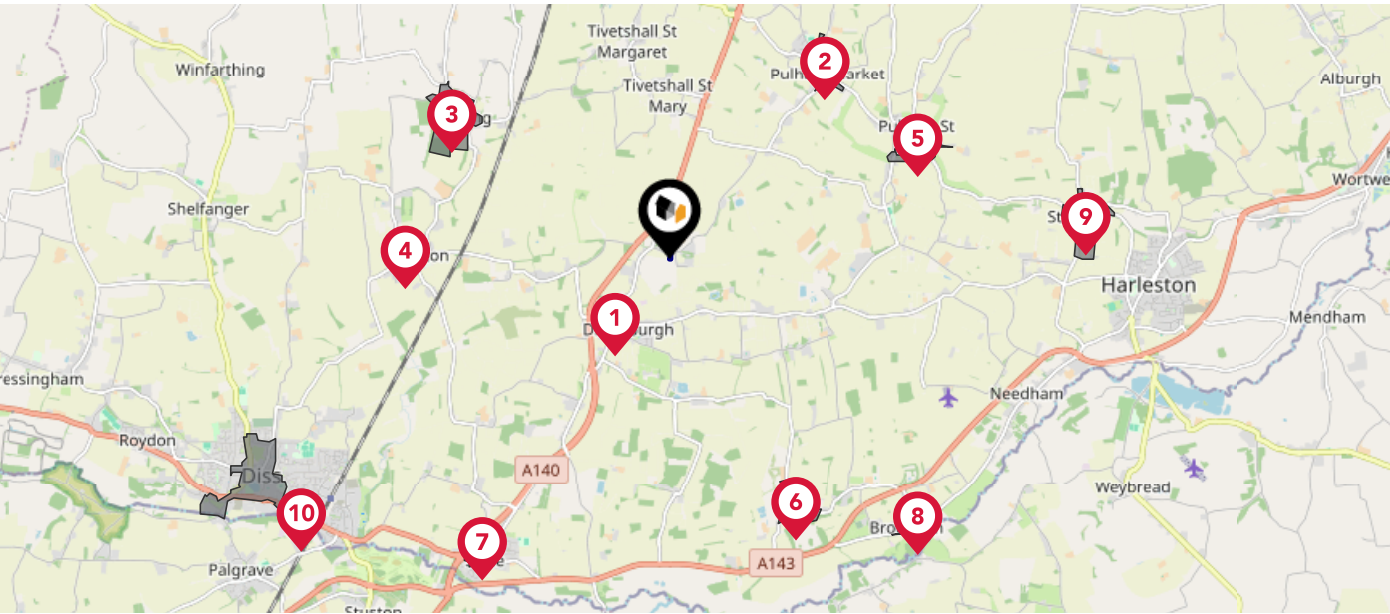 Tivetshall St
Margaret
Winfarthing
2
Alburgh
Tivetshall St
Mary
3
5
Wortwe
Shelfanger
9
4
Harleston
1
Mendham
ressingham
Needham
Roydon
A140
Diss
Weybread
6
10
8
7
A143
Palgrave
Stuston